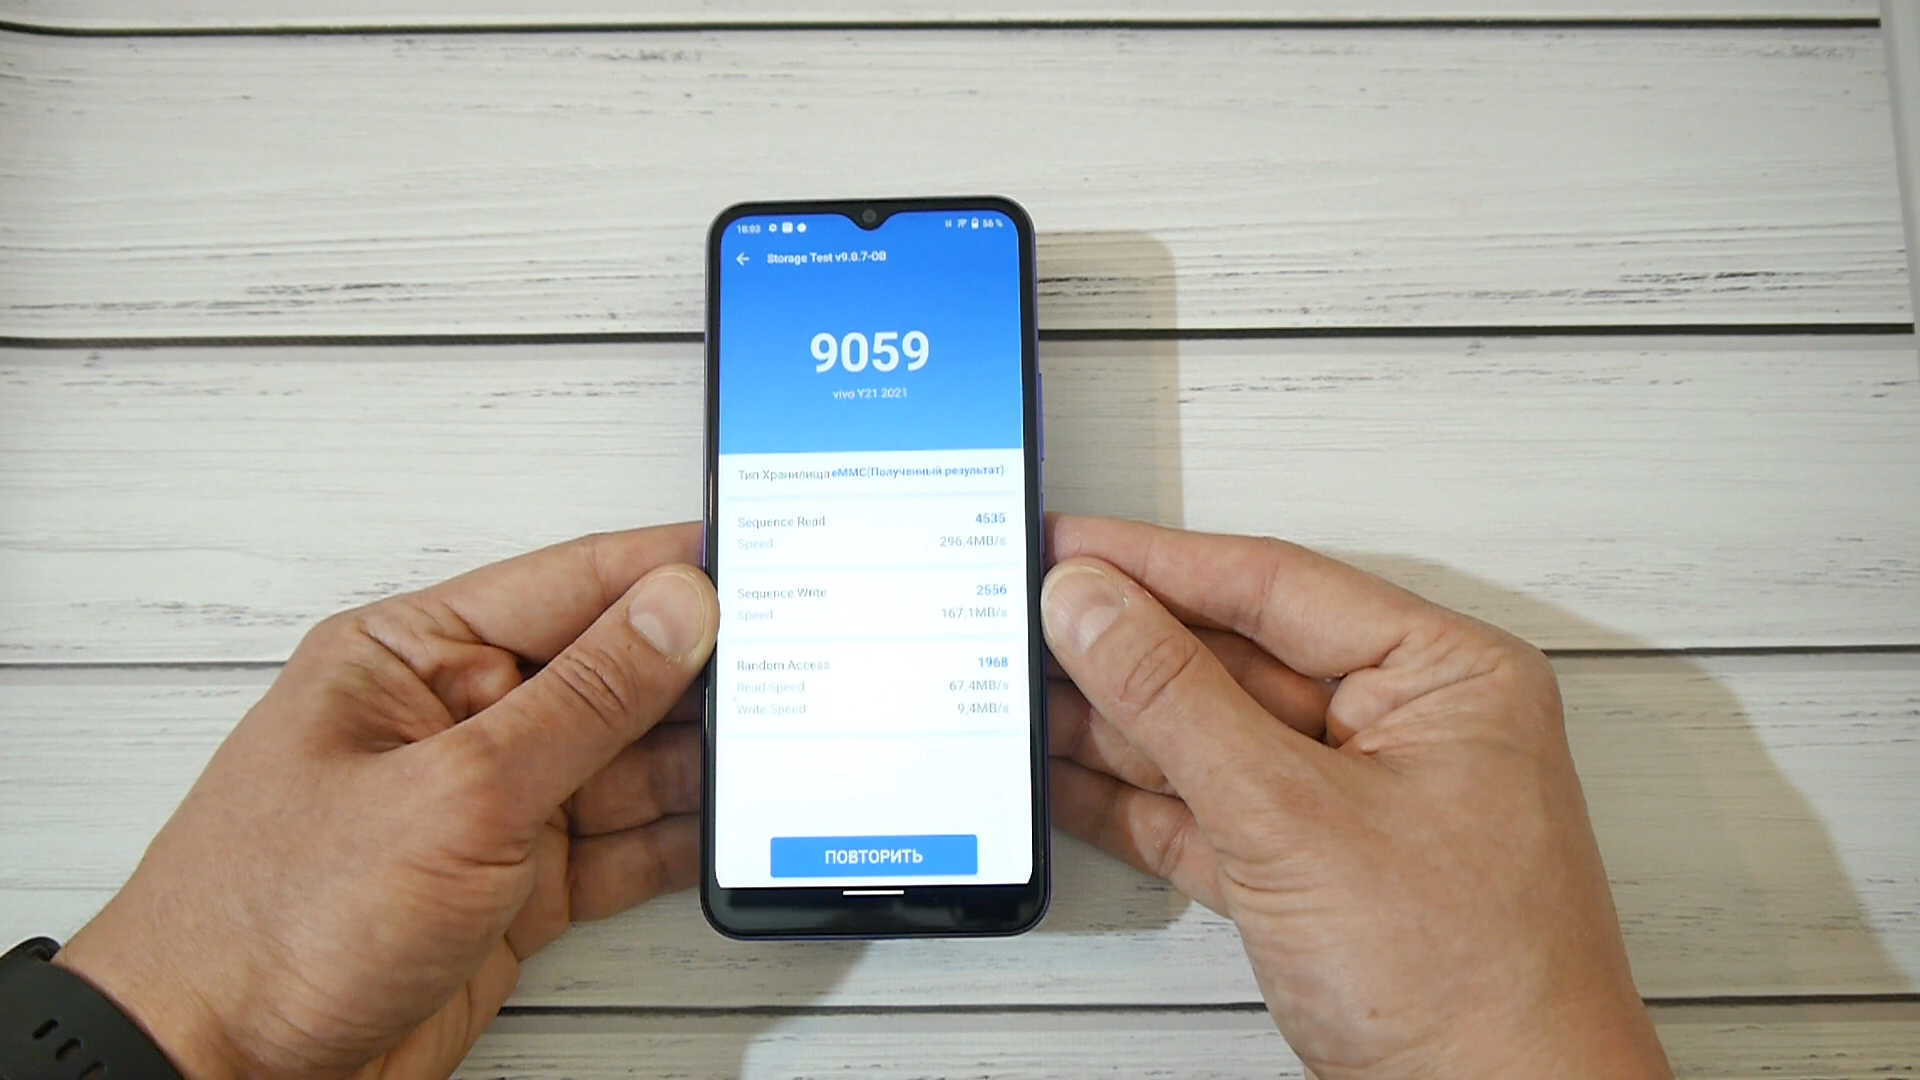 18:03 56 %
Storage Test v9.0.7-OB
9059
vivo Y21 2021
Тип Хранилища eMMC(Полученный результат)
Sequence Read 4535
Speed 296,4MB/s
Sequence Write 2556
Speed 167,1MB/s
Random Access 1968
Read Speed 67,4MB/s
Write Speed 9,4MB/s
ПОВТОРИТЬ